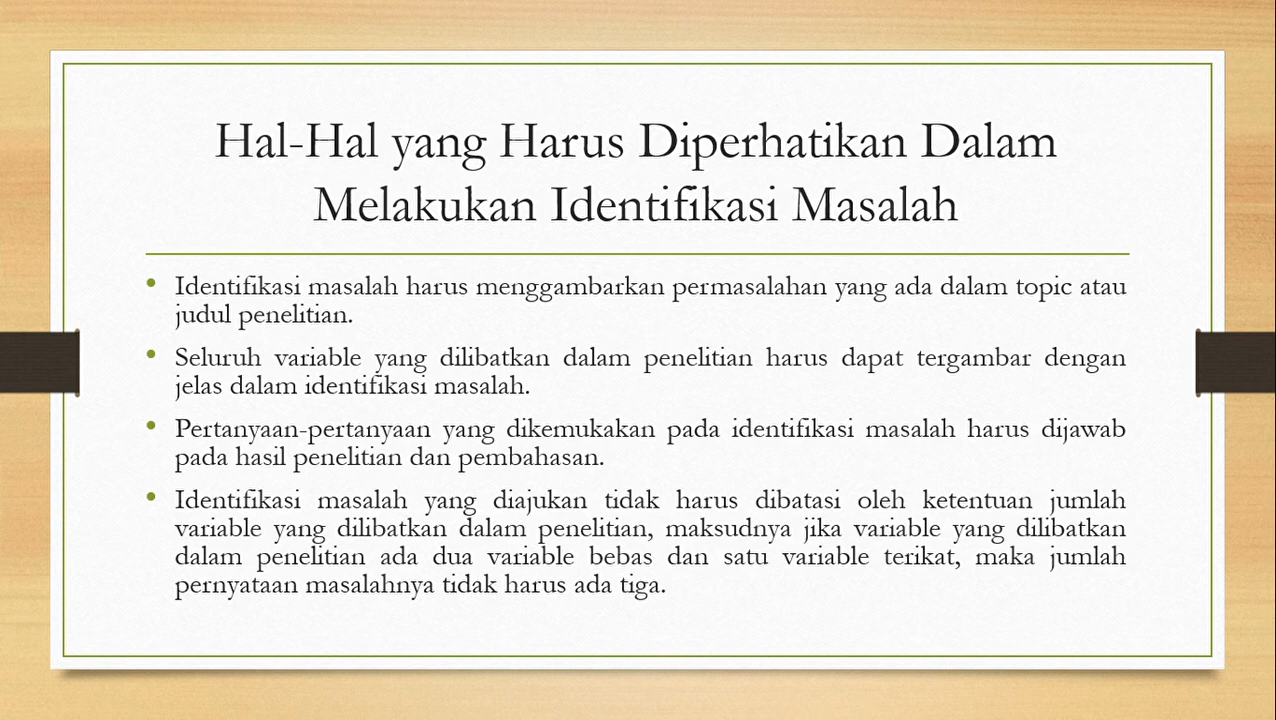 Hal-Hal yang Harus Diperhatikan Dalam
Melakukan Identifikasi Masalah
• Identifikasi masalah harus menggambarkan permasalahan yang ada dalam topic atau
judul penelitian.
• Seluruh variable yang dilibatkan dalam penelitian harus dapat tergambar dengan
jelas dalam identifikasi masalah.
• Pertanyaan-pertanyaan yang dikemukakan pada identifikasi masalah harus dijawab
pada hasil penelitian dan pembahasan.
• Identifikasi masalah yang diajukan tidak harus dibatasi oleh ketentuan jumlah
variable yang dilibatkan dalam penelitian, maksudnya jika variable yang dilibatkan
dalam penelitian ada dua variable bebas dan satu variable terikat, maka jumlah
pernyataan masalahnya tidak harus ada tiga.